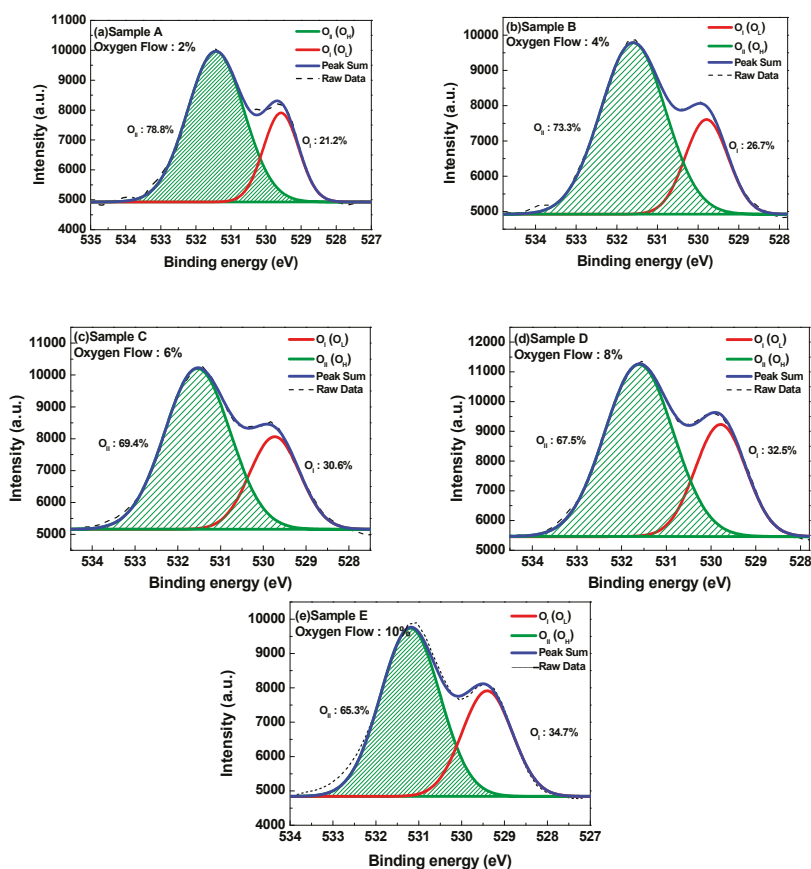 (a)Sample A
Oxygen Flow : 2%
O_II (O_H)
O_I (O_L)
Peak Sum
Raw Data
O_II : 78.8%
O_I : 21.2%
Intensity (a.u.)
10000
9000
8000
7000
6000
5000
4000
535 534 533 532 531 530 529 528 527
Binding energy (eV)
(b)Sample B
Oxygen Flow : 4%
O_I (O_L)
O_II (O_H)
Peak Sum
Raw Data
O_II : 73.3%
O_I : 26.7%
Intensity (a.u.)
10000
9000
8000
7000
6000
5000
534 533 532 531 530 529 528
Binding energy (eV)
(c)Sample C
Oxygen Flow : 6%
O_I (O_L)
O_II (O_H)
Peak Sum
Raw Data
O_II : 69.4%
O_I : 30.6%
Intensity (a.u.)
11000
10000
9000
8000
7000
6000
5000
534 533 532 531 530 529 528
Binding energy (eV)
(d)Sample D
Oxygen Flow : 8%
O_I (O_L)
O_II (O_H)
Peak Sum
Raw Data
O_II : 67.5%
O_I : 32.5%
Intensity (a.u.)
12000
11000
10000
9000
8000
7000
6000
5000
534 533 532 531 530 529 528
Binding energy (eV)
(e)Sample E
Oxygen Flow : 10%
O_I (O_L)
O_II (O_H)
Peak Sum
Raw Data
O_II : 65.3%
O_I : 34.7%
Intensity (a.u.)
10000
9000
8000
7000
6000
5000
4000
534 533 532 531 530 529 528 527
Binding energy (eV)